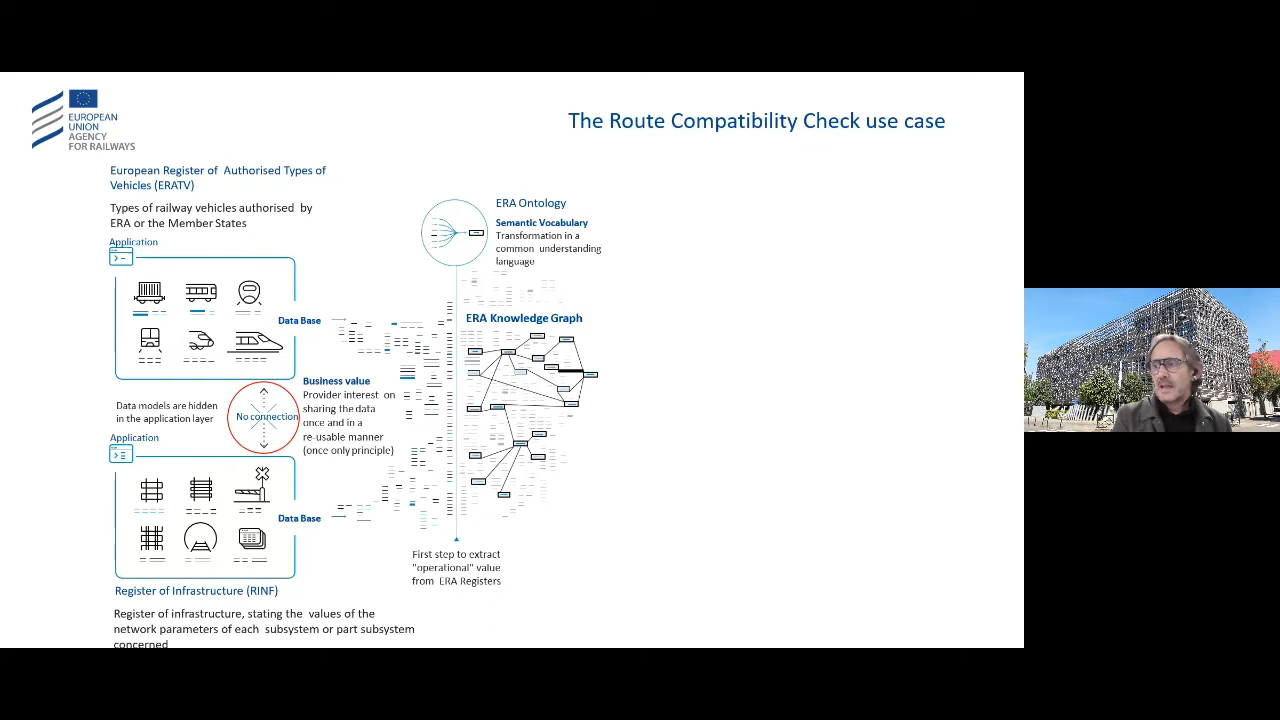 EUROPEAN
UNION
AGENCY
FOR RAILWAYS
The Route Compatibility Check use case
European Register of Authorised Types of
Vehicles (ERATV)
Types of railway vehicles authorised by
ERA or the Member States
Application
Data Base
ERA Ontology
Semantic Vocabulary
Transformation in a
common understanding
language
ERA Knowledge Graph
Data models are hidden
in the application layer
No connection
Business value
Provider interest on
sharing the data
once and in a
re-usable manner
(once only principle)
Application
Data Base
First step to extract
"operational" value
from ERA Registers
Register of Infrastructure (RINF)
Register of infrastructure, stating the values of the
network parameters of each subsystem or part subsystem
concerned